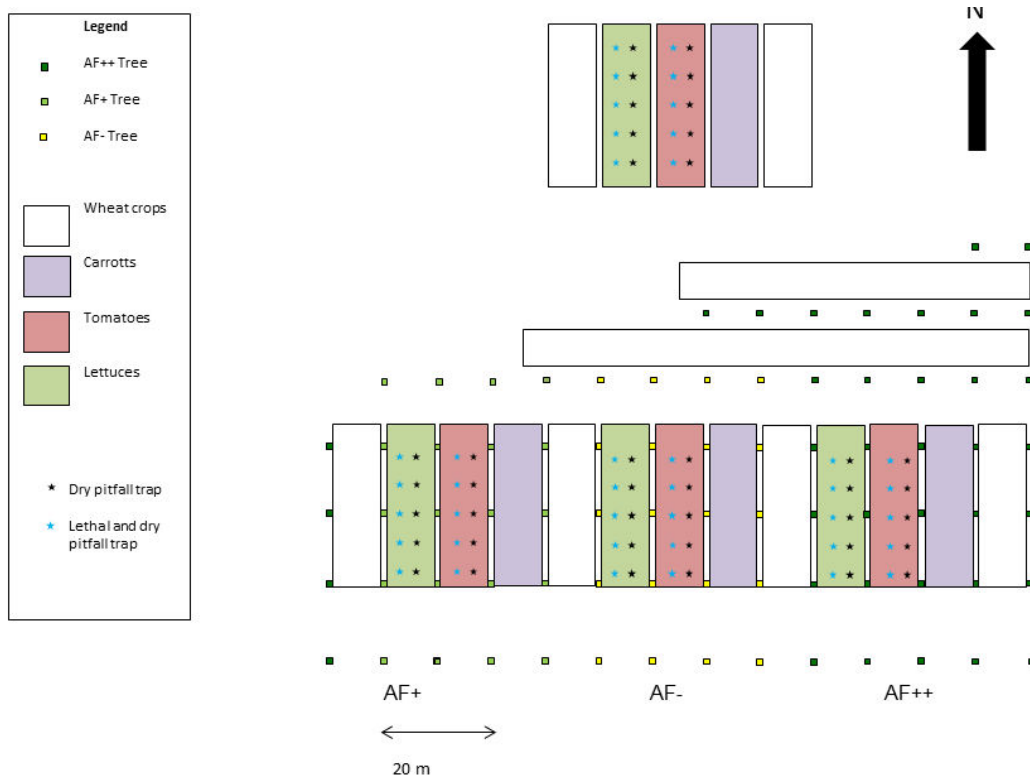 Legend
AF++ Tree
AF+ Tree
AF- Tree
Wheat crops
Carrotts
Tomatoes
Lettuces
Dry pitfall trap
Lethal and dry
pitfall trap
N
AF+
AF-
AF++
20 m